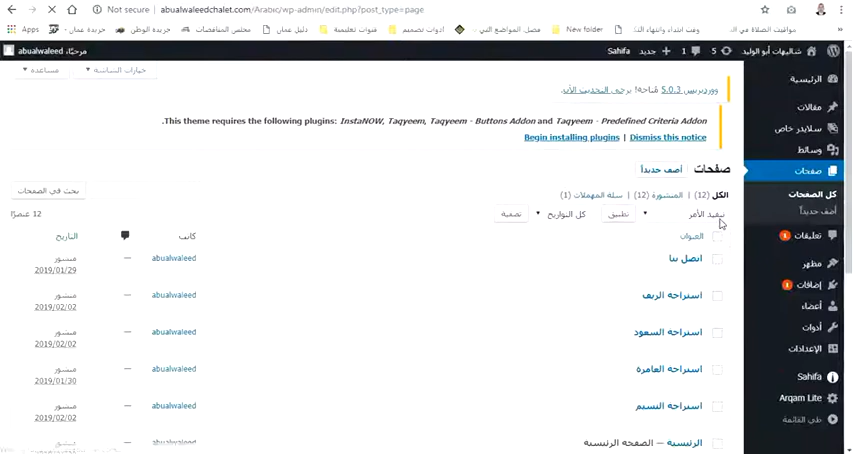 Not secure | abualwaleedchalet.com/Arabic/wp-admin/edit.php?post_type=page
Apps جريدة عمان جريدة الوطن مجلس المناقصات دليل عمان قنوات تعليمية ادوات تصميم New folder
مرحبًا، abualwaleed
Sahifa جديد 1 5 شاليهات أبو الوليد
خيارات الشاشة مساعدة
ووردبريس 5.0.3 مُتاحة! يرجى التحديث الآن.
This theme requires the following plugins: InstaNOW, Taqyeem, Taqyeem - Buttons Addon and Taqyeem - Predefined Criteria Addon.
Begin installing plugins | Dismiss this notice
صفحات أضف جديداً
الكل (12) | المنشورة (12) | سلة المهملات (1)
بحث في الصفحات
تنفيذ الأمر تطبيق كل التواريخ تصفية
12 عنصرًا
العنوان كاتب التاريخ
اتصل بنا abualwaleed — منشور 2019/01/29
استراحة الريف abualwaleed — منشور 2019/02/02
استراحة السعود abualwaleed — منشور 2019/02/02
استراحة العامرة abualwaleed — منشور 2019/01/30
استراحة النسيم abualwaleed — منشور 2019/02/02
الرئيسية — الصفحة الرئيسية abualwaleed — منشور
الرئيسية
مقالات
سلايدر خاص
وسائط
صفحات
كل الصفحات
أضف جديداً
تعليقات 1
مظهر
إضافات 1
أعضاء
أدوات
الإعدادات
Sahifa
Arqam Lite
طي القائمة